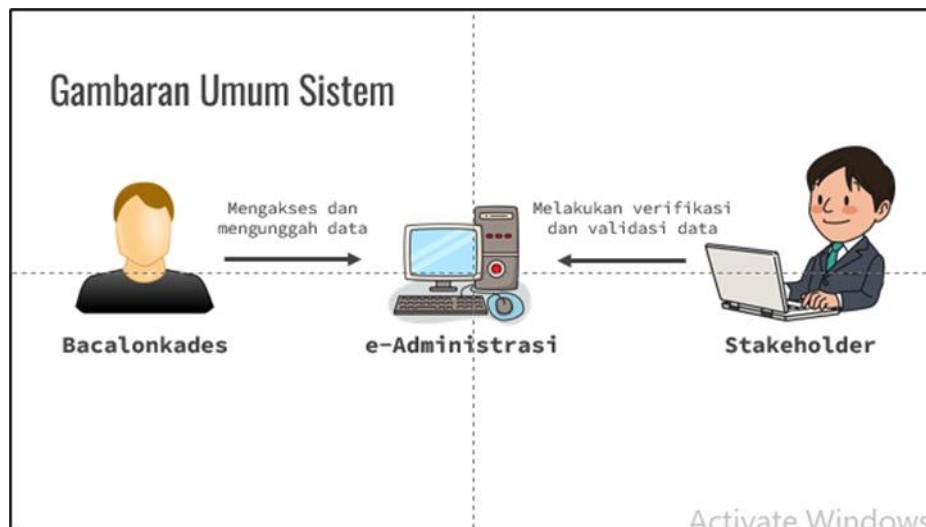 Gambaran Umum Sistem
Mengakses dan
mengunggah data
Melakukan verifikasi
dan validasi data
Bacalonkades
e-Administrasi
Stakeholder
Activate Windows